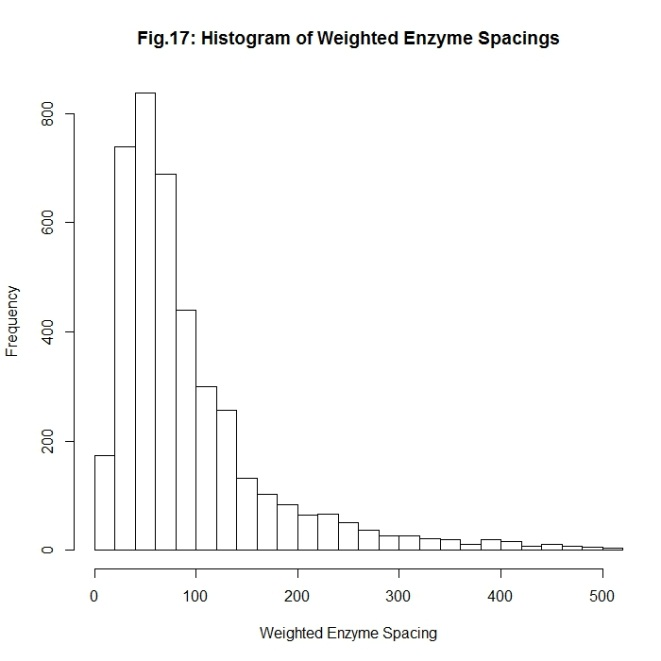 Fig.17: Histogram of Weighted Enzyme Spacings
800
600
400
200
0
Frequency
0 100 200 300 400 500
Weighted Enzyme Spacing